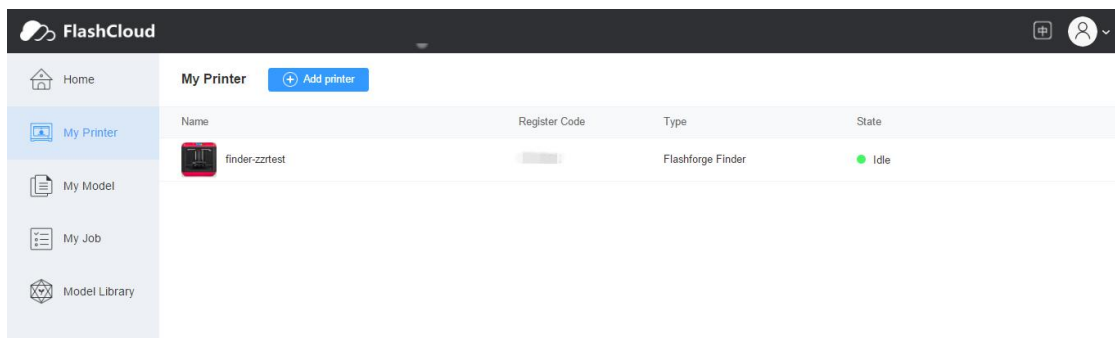 FlashCloud
中
Home
My Printer
My Model
My Job
Model Library
My Printer
Add printer
Name Register Code Type State
finder-zzrtest Flashforge Finder Idle